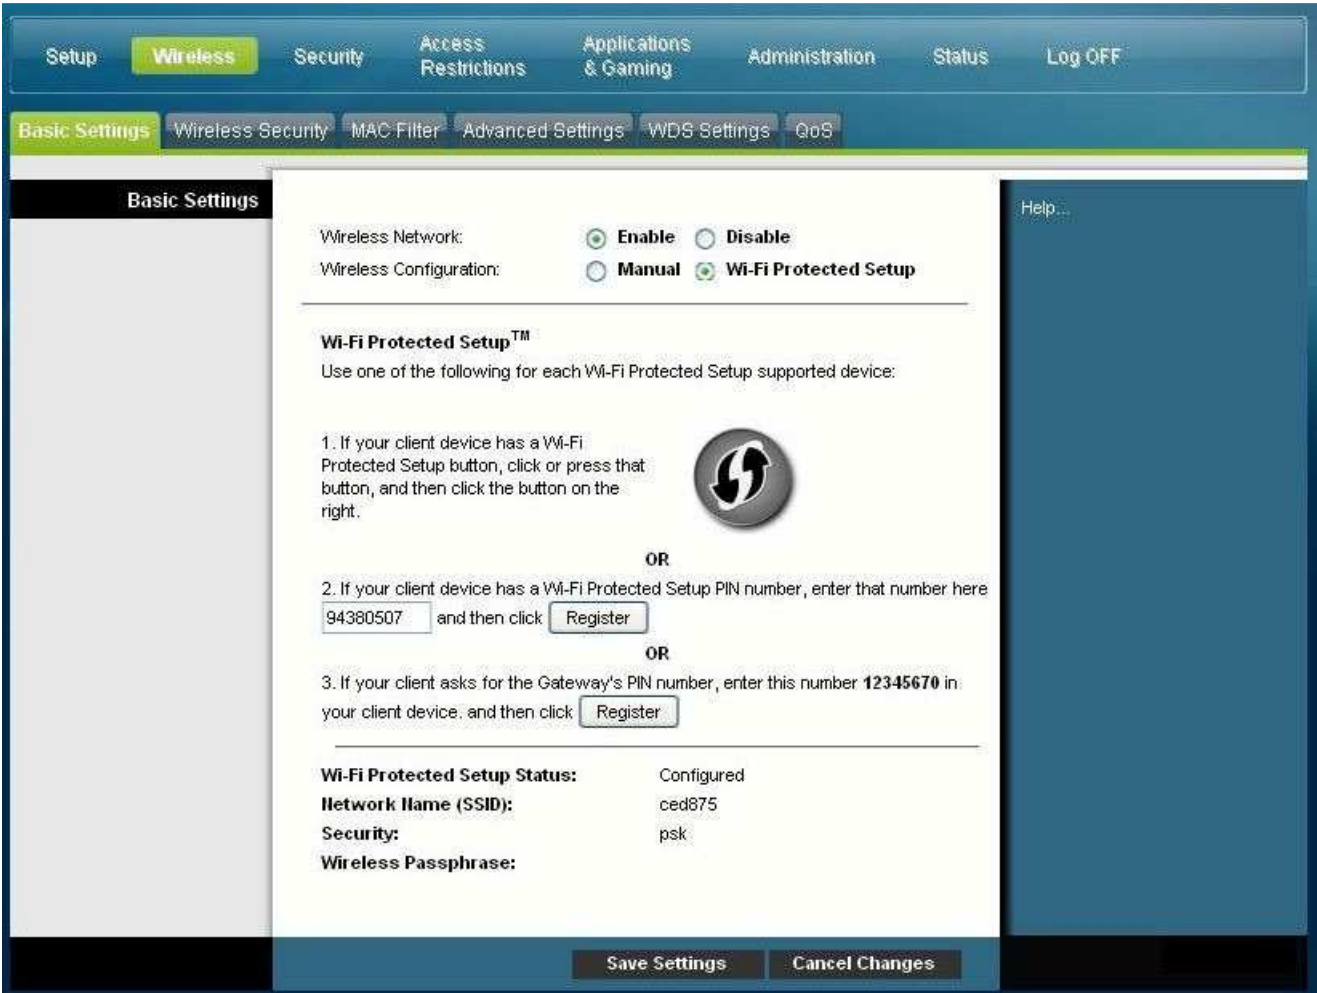 Setup Wireless Security Access Restrictions Applications & Gaming Administration Status Log OFF
Basic Settings Wireless Security MAC Filter Advanced Settings WDS Settings QoS
Basic Settings
Help...
Wireless Network: Enable Disable
Wireless Configuration: Manual Wi-Fi Protected Setup
Wi-Fi Protected Setup™
Use one of the following for each Wi-Fi Protected Setup supported device:
1. If your client device has a Wi-Fi
Protected Setup button, click or press that
button, and then click the button on the
right.
OR
2. If your client device has a Wi-Fi Protected Setup PIN number, enter that number here
94380507 and then click Register
OR
3. If your client asks for the Gateway's PIN number, enter this number 12345670 in
your client device. and then click Register
Wi-Fi Protected Setup Status: Configured
Network Name (SSID): ced875
Security: psk
Wireless Passphrase:
Save Settings Cancel Changes